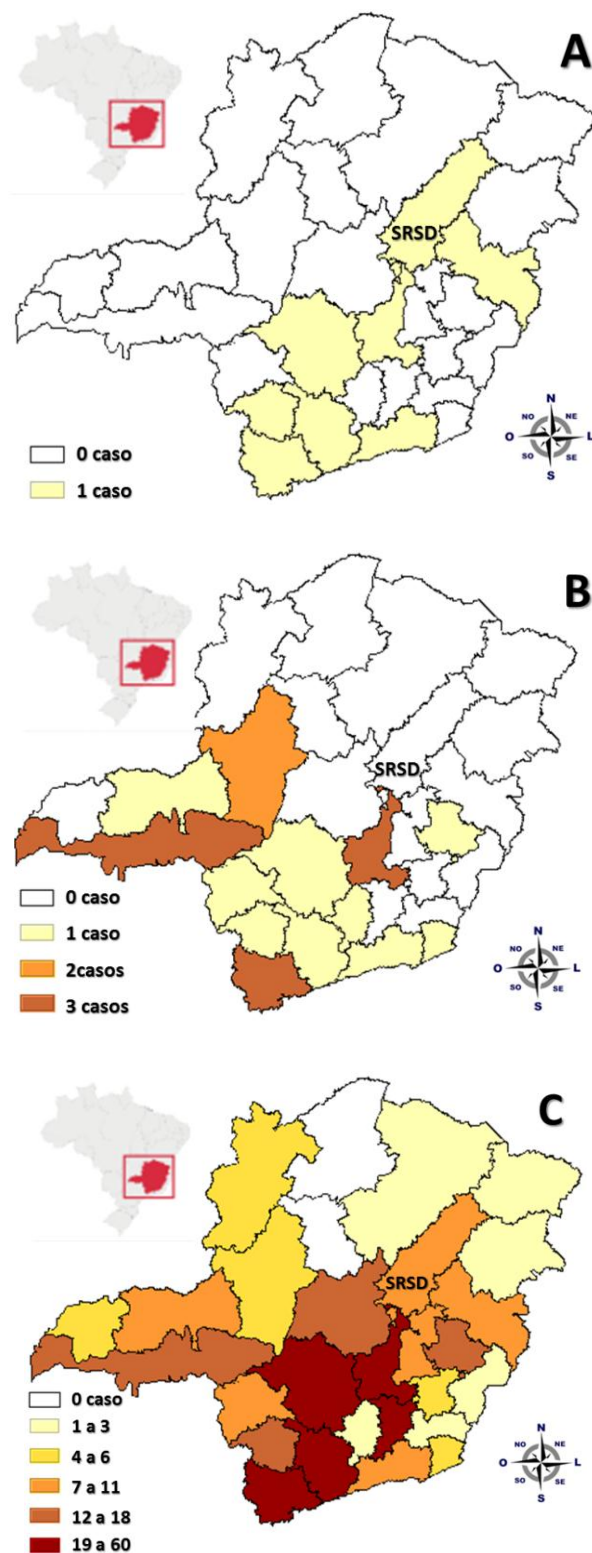 A
SRSD
N
NO NE
O L
SO SE
S
0 caso
1 caso
B
SRSD
N
NO NE
O L
SO SE
S
0 caso
1 caso
2casos
3 casos
C
SRSD
N
NO NE
O L
SO SE
S
0 caso
1 a 3
4 a 6
7 a 11
12 a 18
19 a 60